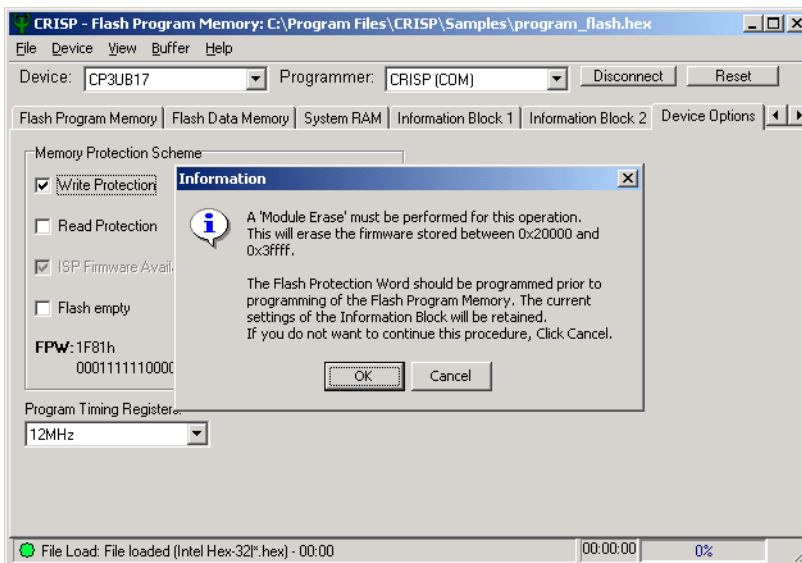 CRISP - Flash Program Memory: C:\Program Files\CRISP\Samples\program_flash.hex
File Device View Buffer Help
Device: CP3UB17 Programmer: CRISP (COM) Disconnect Reset
Flash Program Memory Flash Data Memory System RAM Information Block 1 Information Block 2 Device Options
Memory Protection Scheme
Write Protection
Read Protection
ISP Firmware
Flash empty
FPW: 1F81h
Program Timing
12MHz
Information
A 'Module Erase' must be performed for this operation.
This will erase the firmware stored between 0x20000 and
0x3ffff.
The Flash Protection Word should be programmed prior to
programming of the Flash Program Memory. The current
settings of the Information Block will be retained.
If you do not want to continue this procedure, Click Cancel.
OK Cancel
File Load: File loaded (Intel Hex-32|*.hex) - 00:00 00:00:00 0%